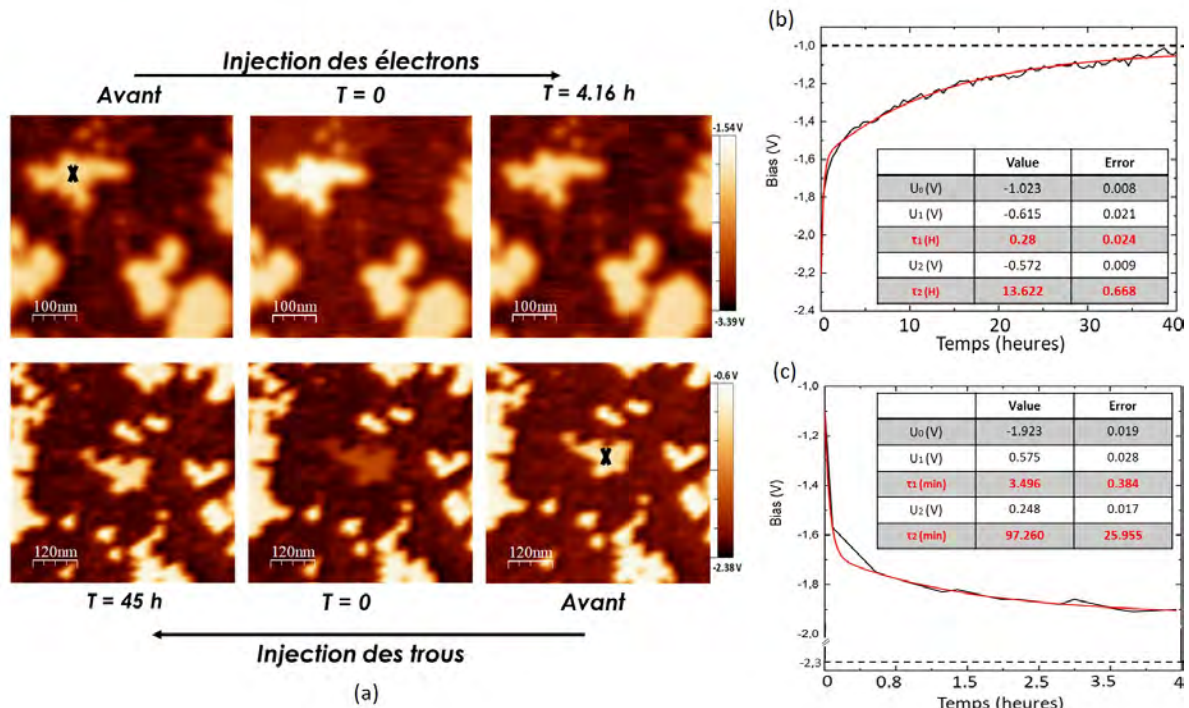 Injection des électrons
Avant
T = 0
T = 4.16 h
-1.54 V
100nm
100nm
100nm
-3.39 V
-0.6 V
120nm
120nm
120nm
-2.38 V
T = 45 h
T = 0
Avant
Injection des trous
(a)
(b)
-1,0
-1,2
-1,4
-1,6
-1,8
-2,0
-2,2
-2.4
Bias (V)
0 10 20 30 40
Temps (heures)
Value Error
U₀ (V) -1.023 0.008
U₁ (V) -0.615 0.021
τ₁ (H) 0.28 0.024
U₂ (V) -0.572 0.009
τ₂ (H) 13.622 0.668
(c)
-1,0
-1,2
-1,4
-1,6
-1,8
-2,0
-2,3
Bias (V)
0 0.8 1.5 2.5 3.5 4
Temps (heures)
Value Error
U₀ (V) -1.923 0.019
U₁ (V) 0.575 0.028
τ₁ (min) 3.496 0.384
U₂ (V) 0.248 0.017
τ₂ (min) 97.260 25.955